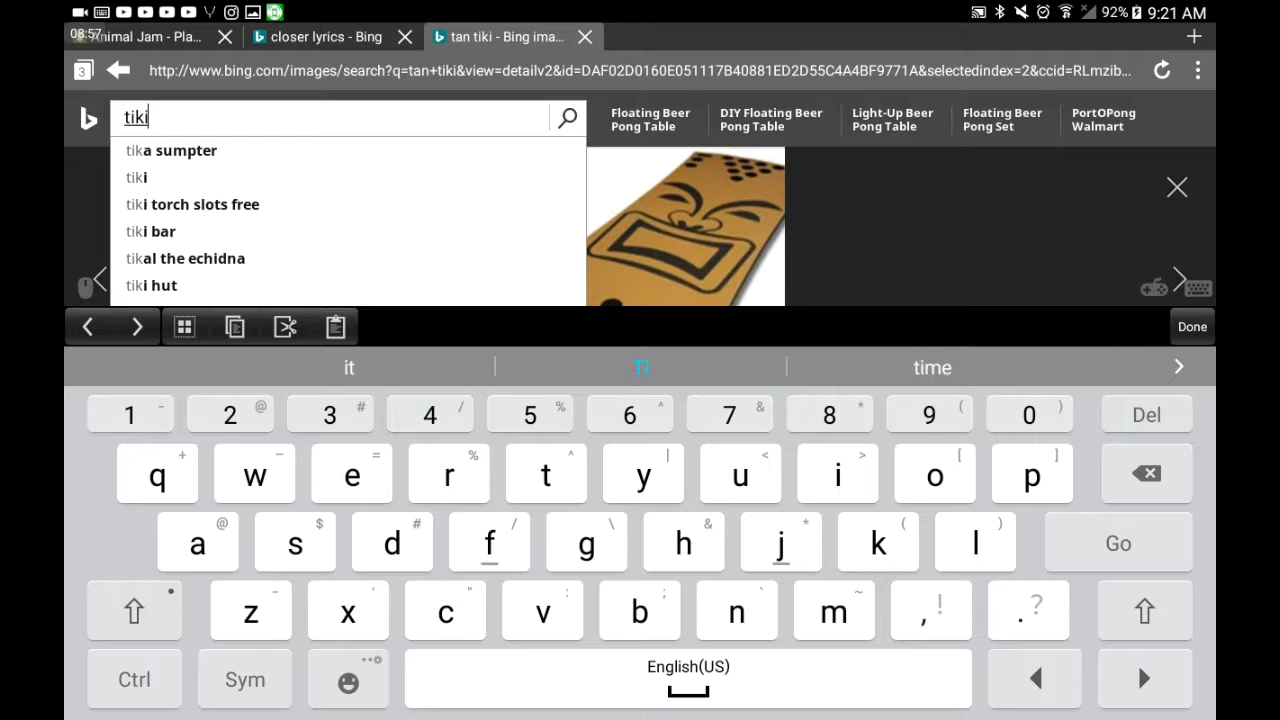 92% 9:21 AM
08:57
Animal Jam - Pla...
closer lyrics - Bing
tan tiki - Bing ima...
3
http://www.bing.com/images/search?q=tan+tiki&view=detailv2&id=DAF02D0160E051117B40881ED2D55C4A4BF9771A&selectedindex=2&ccid=RLmzib...
tiki
Floating Beer Pong Table
DIY Floating Beer Pong Table
Light-Up Beer Pong Table
Floating Beer Pong Set
PortOPong Walmart
tika sumpter
tiki
tiki torch slots free
tiki bar
tikal the echidna
tiki hut
Done
it Ti time
1 - 2 @ 3 # 4 / 5 % 6 ^ 7 & 8 * 9 ( 0 ) Del
q + w − e = r % t ^ y | u < i > o [ p ]
a @ s $ d # f / g \ h & j * k ( l ) Go
z - x ' c " v : b ; n ` m ~ , ! . ?
Ctrl Sym English(US)